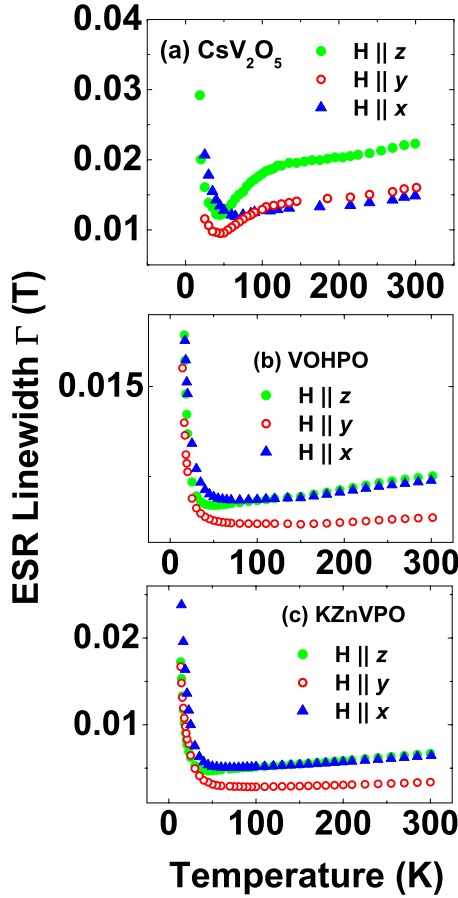 0.04
(a) CsV₂O₅
H || z
H || y
H || x
0.03
0.02
0.01
0 100 200 300
ESR Linewidth Γ (T)
(b) VOHPO
0.015
H || z
H || y
H || x
0 100 200 300
(c) KZnVPO
0.02
H || z
H || y
H || x
0.01
0 100 200 300
Temperature (K)